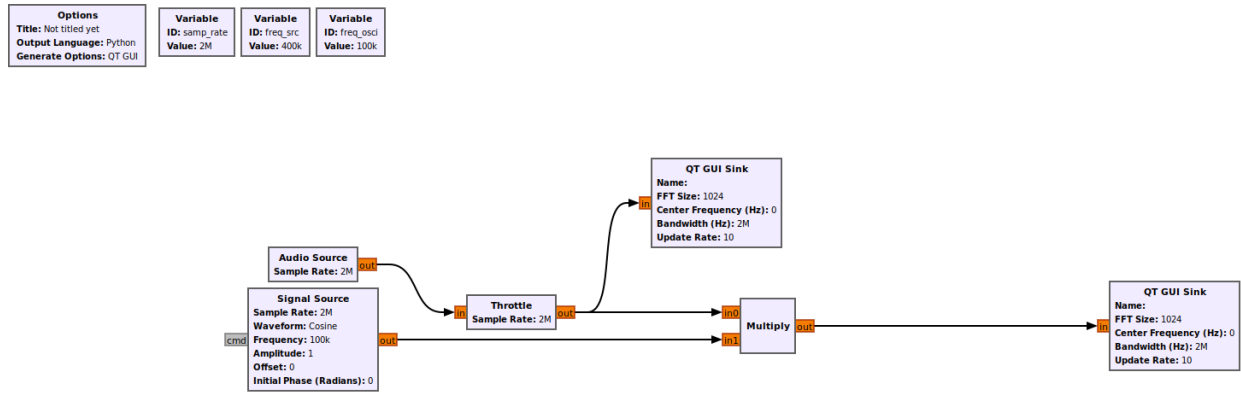 Options
Title: Not titled yet
Output Language: Python
Generate Options: QT GUI
Variable
ID: samp_rate
Value: 2M
Variable
ID: freq_src
Value: 400k
Variable
ID: freq_osci
Value: 100k
QT GUI Sink
Name:
FFT Size: 1024
Center Frequency (Hz): 0
Bandwidth (Hz): 2M
Update Rate: 10
in
Audio Source
Sample Rate: 2M
out
Signal Source
Sample Rate: 2M
Waveform: Cosine
Frequency: 100k
Amplitude: 1
Offset: 0
Initial Phase (Radians): 0
cmd
out
Throttle
Sample Rate: 2M
in
out
Multiply
in0
in1
out
QT GUI Sink
Name:
FFT Size: 1024
Center Frequency (Hz): 0
Bandwidth (Hz): 2M
Update Rate: 10
in